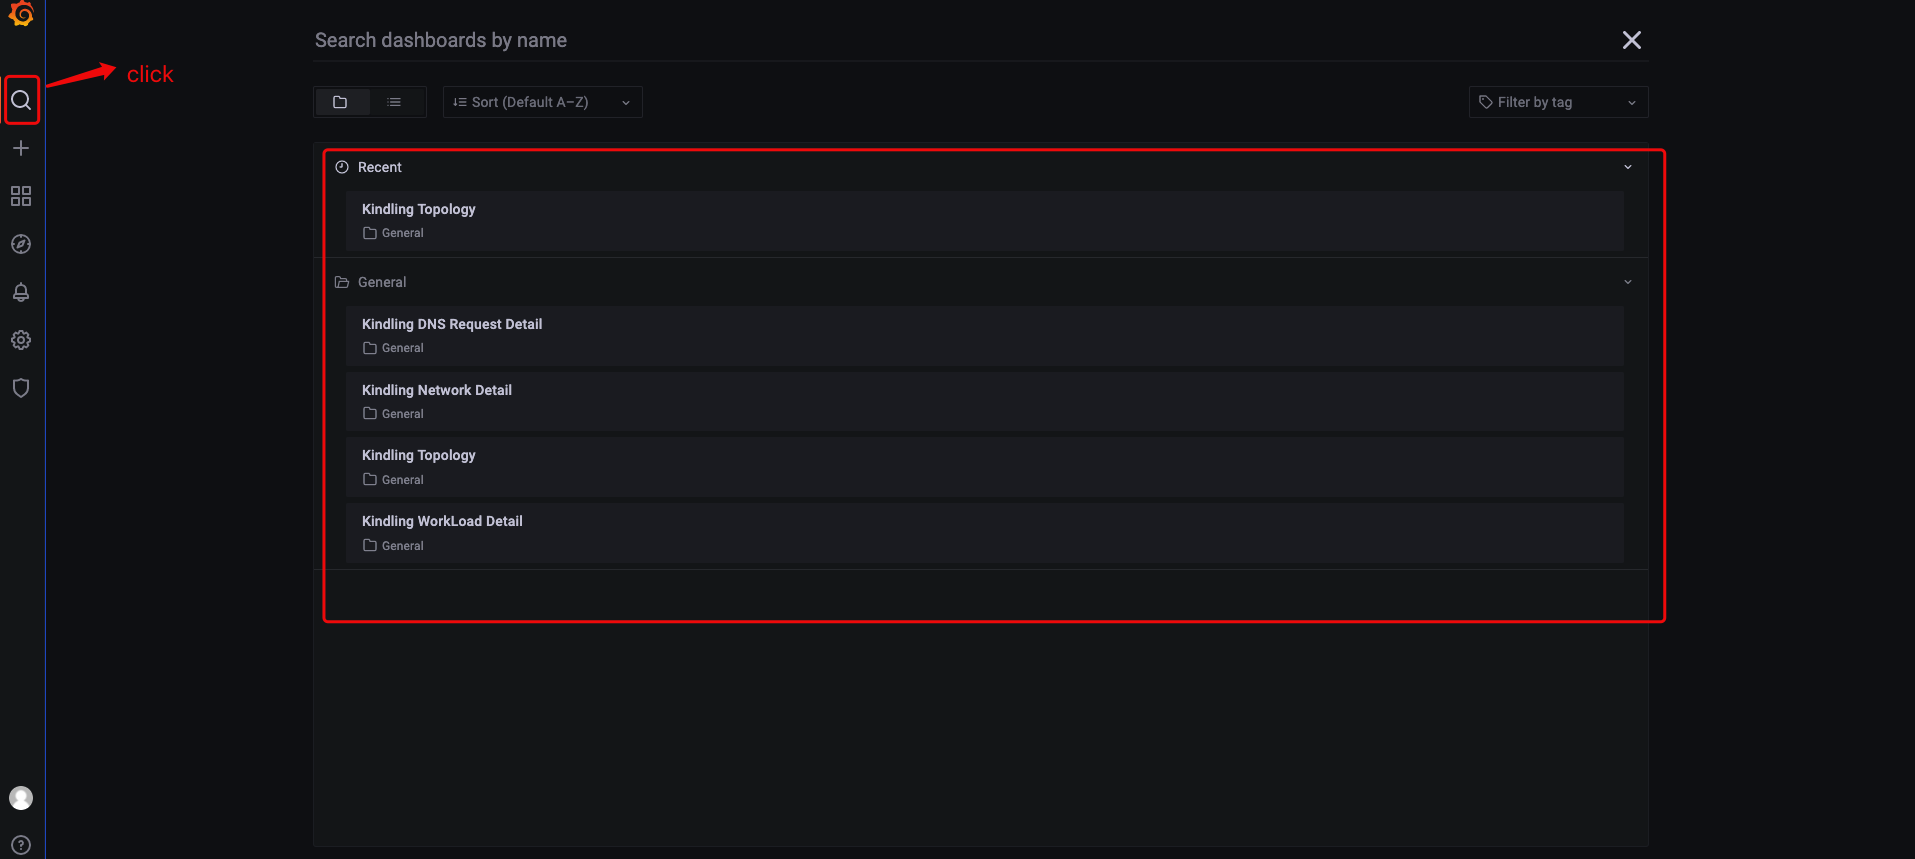 Search dashboards by name
click
Sort (Default A–Z)
Filter by tag
Recent
Kindling Topology
General
General
Kindling DNS Request Detail
General
Kindling Network Detail
General
Kindling Topology
General
Kindling WorkLoad Detail
General